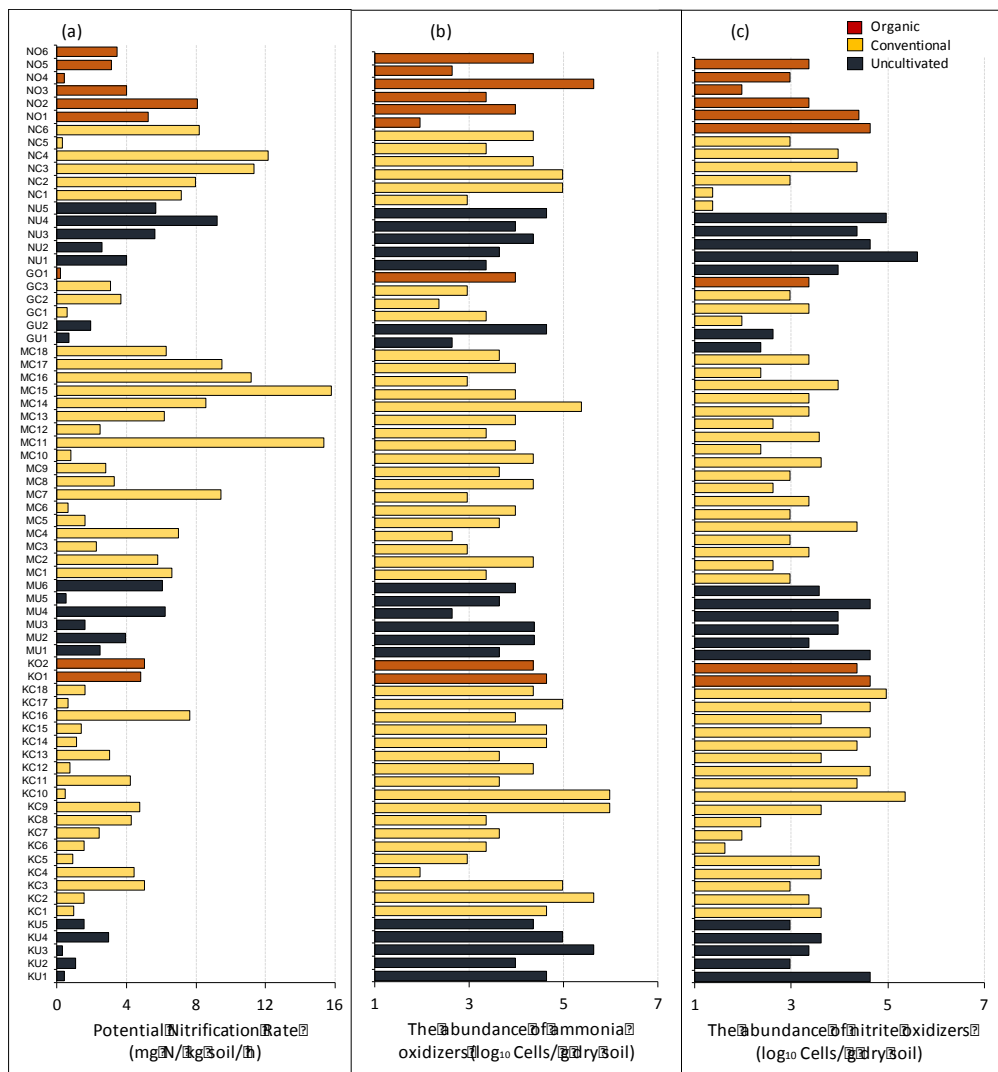 (a)
(b)
(c)
Organic
Conventional
Uncultivated
NO6
NO5
NO4
NO3
NO2
NO1
NC6
NC5
NC4
NC3
NC2
NC1
NU5
NU4
NU3
NU2
NU1
GO1
GC3
GC2
GC1
GU2
GU1
MC18
MC17
MC16
MC15
MC14
MC13
MC12
MC11
MC10
MC9
MC8
MC7
MC6
MC5
MC4
MC3
MC2
MC1
MU6
MU5
MU4
MU3
MU2
MU1
KO2
KO1
KC18
KC17
KC16
KC15
KC14
KC13
KC12
KC11
KC10
KC9
KC8
KC7
KC6
KC5
KC4
KC3
KC2
KC1
KU5
KU4
KU3
KU2
KU1
0 4 8 12 16
Potential Nitrification Rate
(mg N/ kg soil/ h)
1 3 5 7
The abundance of ammonia
oxidizers (log₁₀ Cells/ g dry soil)
1 3 5 7
The abundance of nitrite oxidizers
(log₁₀ Cells/ g dry soil)